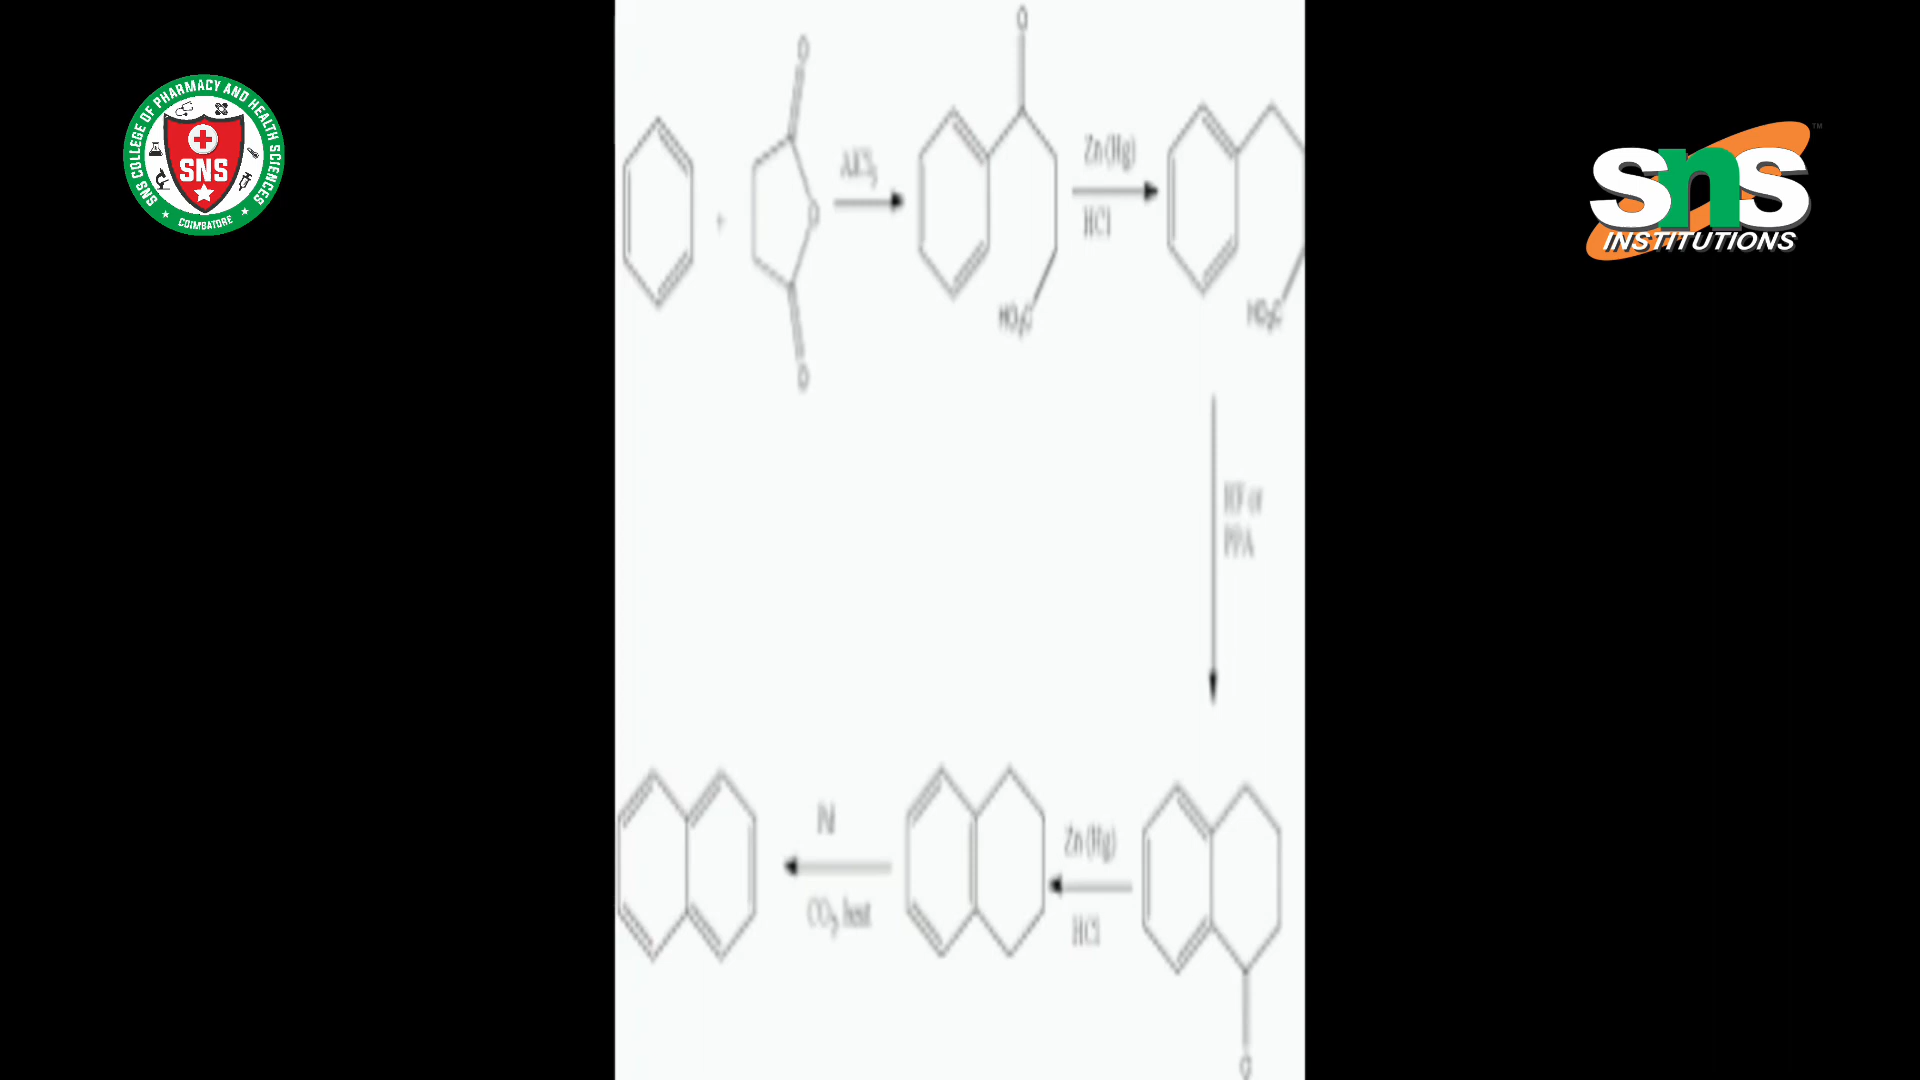 SNS COLLEGE OF PHARMACY AND HEALTH SCIENCES
SNS
COIMBATORE
SNS
INSTITUTIONS
TM
O
O
O
O
+
AlCl3
HO2C
Zn(Hg)
HCl
HO2C
HF or
PPA
Zn(Hg)
HCl
O
CO2 heat